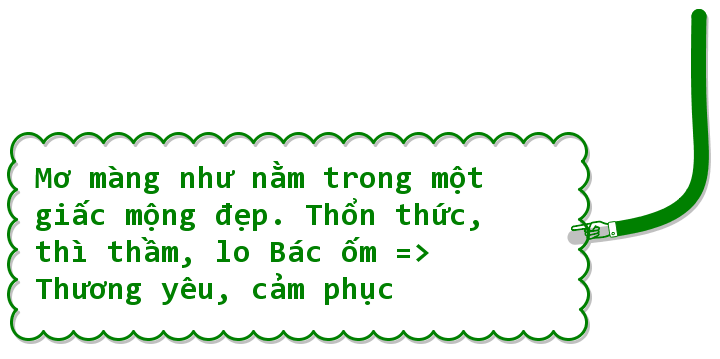 Mơ màng như nằm trong một
giấc mộng đẹp. Thổn thức,
thì thầm, lo Bác ốm =>
Thương yêu, cảm phục